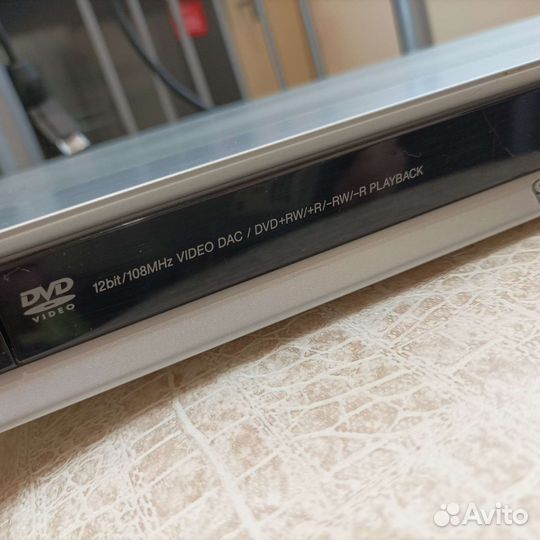 DVD
VIDEO
12bit/108MHz VIDEO DAC / DVD+RW/+R/-RW/-R PLAYBACK
Avito